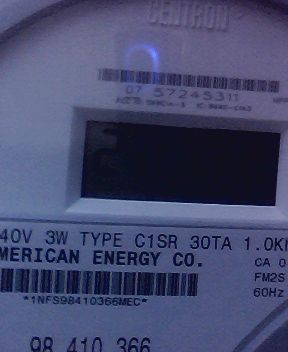 CENTRON
07 57245311
40V 3W TYPE C1SR 30TA 1.0K
MERICAN ENERGY CO.
CA 0
FM2S
60Hz
*1NFS98410366MEC*
98 410 366